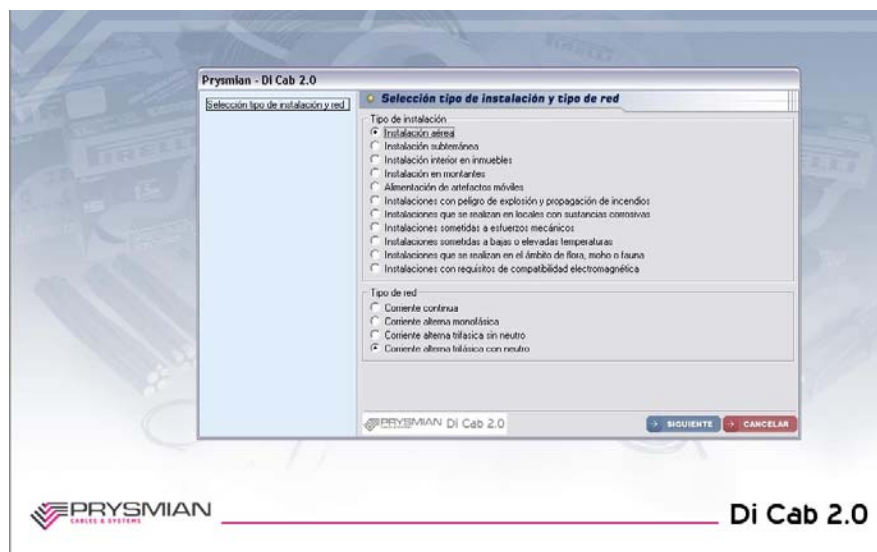 Prysmian - DI Cab 2.0
Selección tipo de instalación y red
Selección tipo de instalación y tipo de red
Tipo de instalación
Instalación aérea
Instalación subterránea
Instalación interior en inmuebles
Instalación en montantes
Alimentación de artefactos móviles
Instalaciones con peligro de explosión y propagación de incendios
Instalaciones que se realizan en locales con sustancias corrosivas
Instalaciones sometidas a esfuerzos mecánicos
Instalaciones sometidas a bajas o elevadas temperaturas
Instalaciones que se realizan en el ámbito de flora, moho o fauna
Instalaciones con requisitos de compatibilidad electromagnética
Tipo de red
Corriente continua
Corriente alterna monofásica
Corriente alterna trifasica sin neutro
Corriente alterna trifásica con neutro
PRYSMIAN Di Cab 2.0
SIGUIENTE
CANCELAR
PIRELLI
PRYSMIAN
CABLES & SYSTEMS
Di Cab 2.0